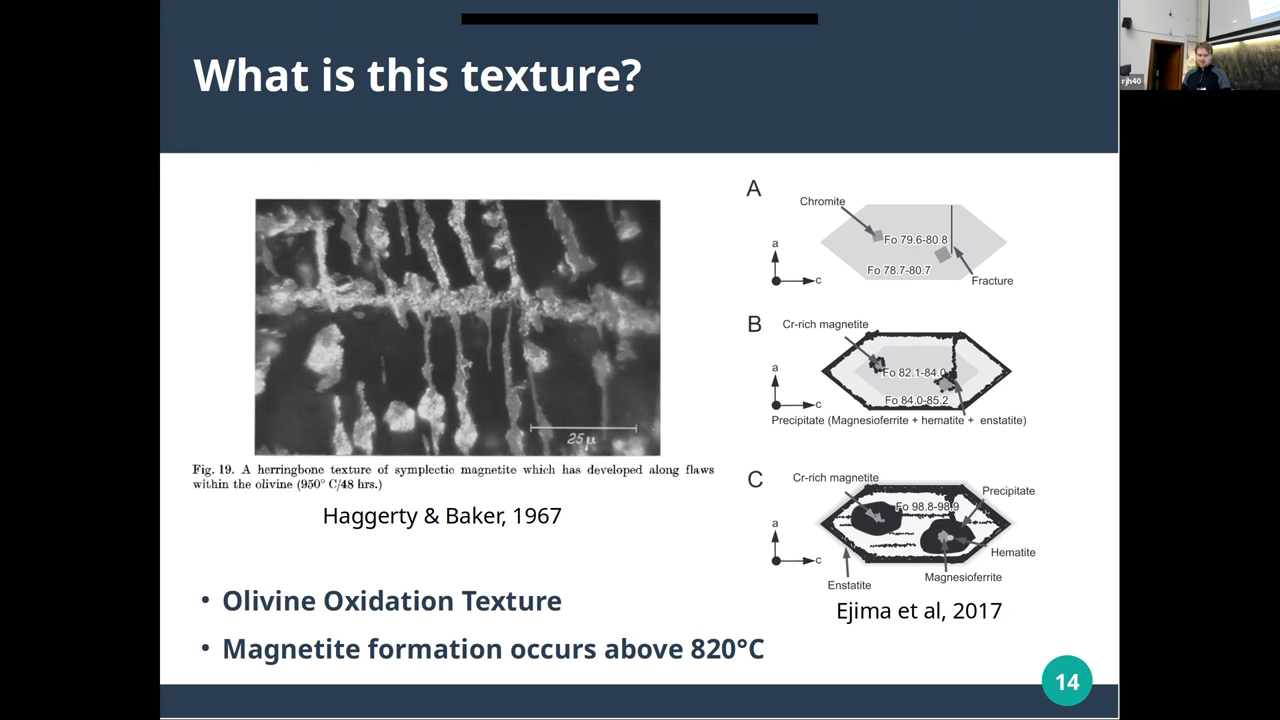 What is this texture?
rjh40
25 μ
Fig. 19. A herringbone texture of symplectic magnetite which has developed along flaws
within the olivine (950° C/48 hrs.)
Haggerty & Baker, 1967
A
Chromite
Fo 79.6-80.8
Fo 78.7-80.7
a
c
Fracture
B
Cr-rich magnetite
Fo 82.1-84.0
a
Fo 84.0-85.2
c
Precipitate (Magnesioferrite + hematite + enstatite)
C
Cr-rich magnetite
Precipitate
Fo 98.8-98.9
a
Hematite
c
Magnesioferrite
Enstatite
Ejima et al, 2017
• Olivine Oxidation Texture
• Magnetite formation occurs above 820°C
14